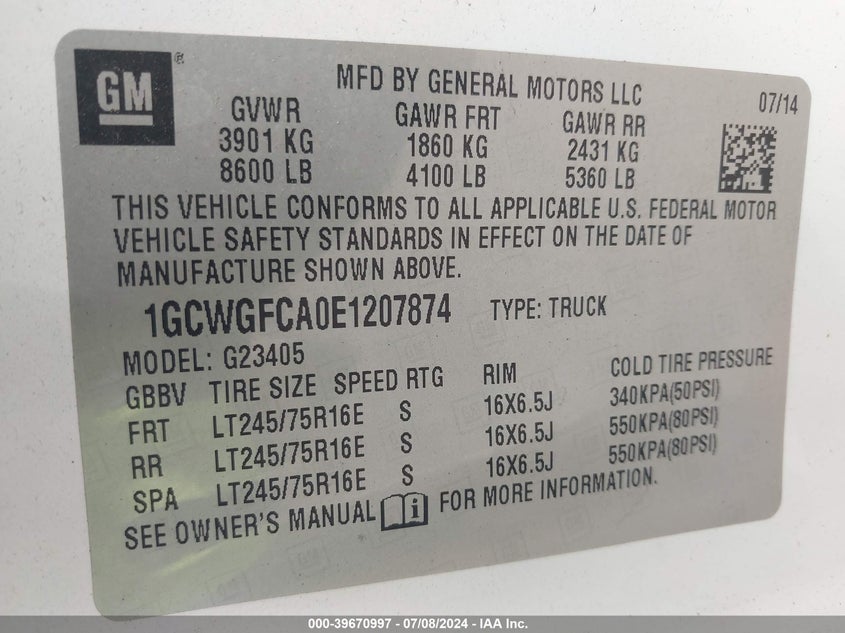 GM ®
MFD BY GENERAL MOTORS LLC
07/14
GVWR GAWR FRT GAWR RR
3901 KG 1860 KG 2431 KG
8600 LB 4100 LB 5360 LB
THIS VEHICLE CONFORMS TO ALL APPLICABLE U.S. FEDERAL MOTOR
VEHICLE SAFETY STANDARDS IN EFFECT ON THE DATE OF
MANUFACTURE SHOWN ABOVE.
1GCWGFCA0E1207874 TYPE: TRUCK
MODEL: G23405
GBBV TIRE SIZE SPEED RTG RIM COLD TIRE PRESSURE
FRT LT245/75R16E S 16X6.5J 340KPA(50PSI)
RR LT245/75R16E S 16X6.5J 550KPA(80PSI)
SPA LT245/75R16E S 16X6.5J 550KPA(80PSI)
SEE OWNER'S MANUAL i FOR MORE INFORMATION.
000-39670997 - 07/08/2024 - IAA Inc.